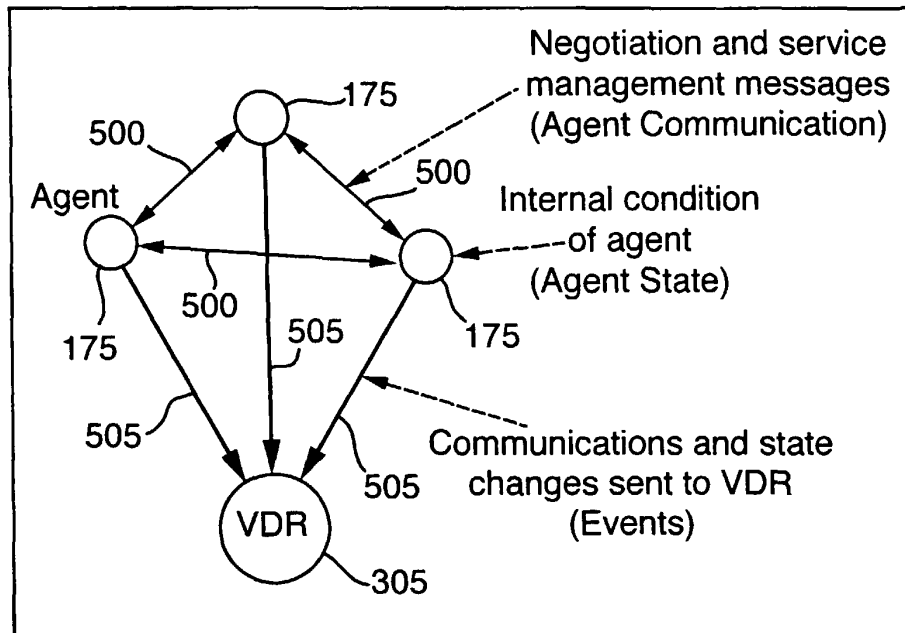 Negotiation and service
management messages
(Agent Communication)
175
500
500
Agent
Internal condition
of agent
(Agent State)
500
175
175
505
505
505
Communications and state
changes sent to VDR
(Events)
VDR
305